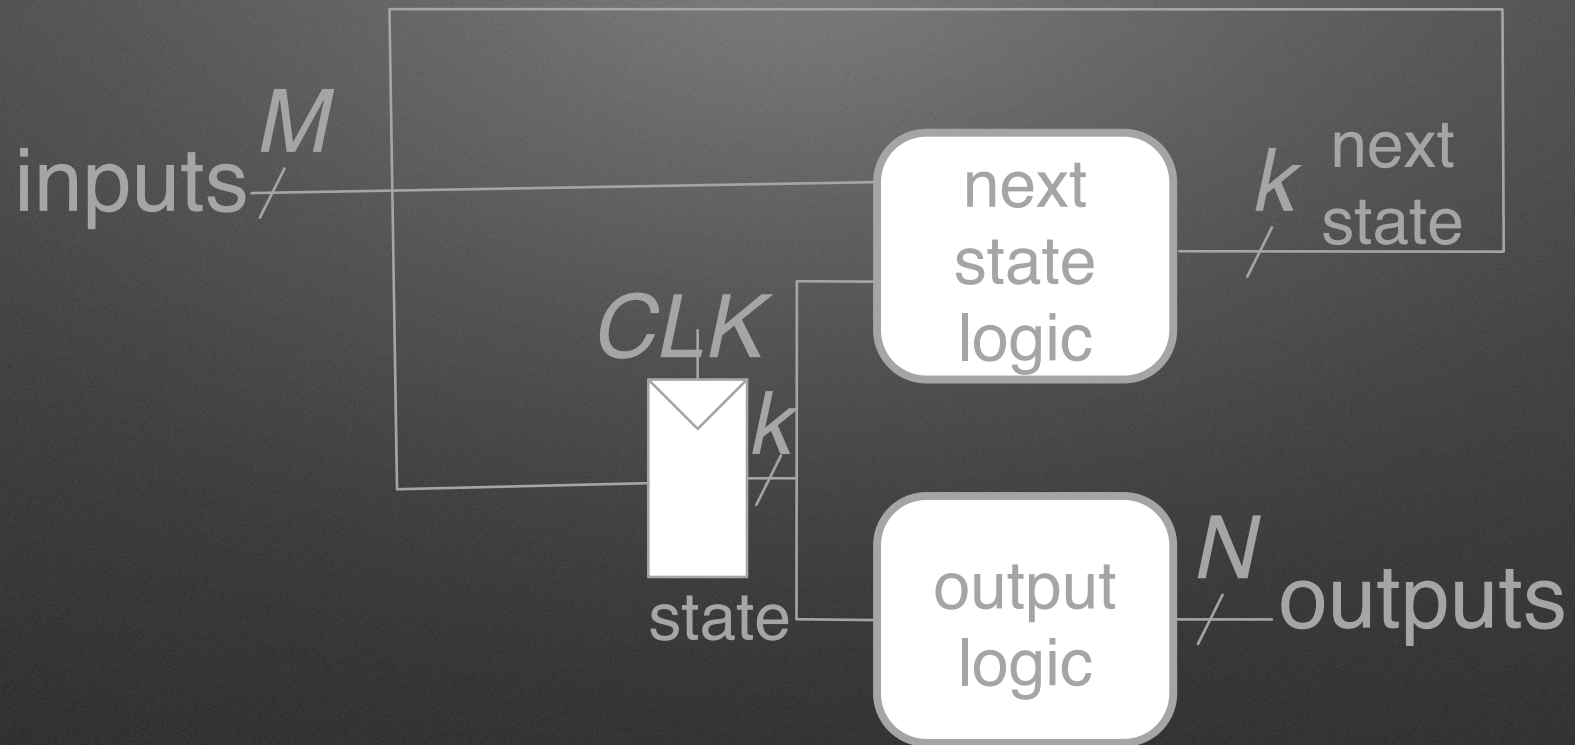 M
inputs
next
state
logic
k
next
state
CLK
k
state
output
logic
N
outputs